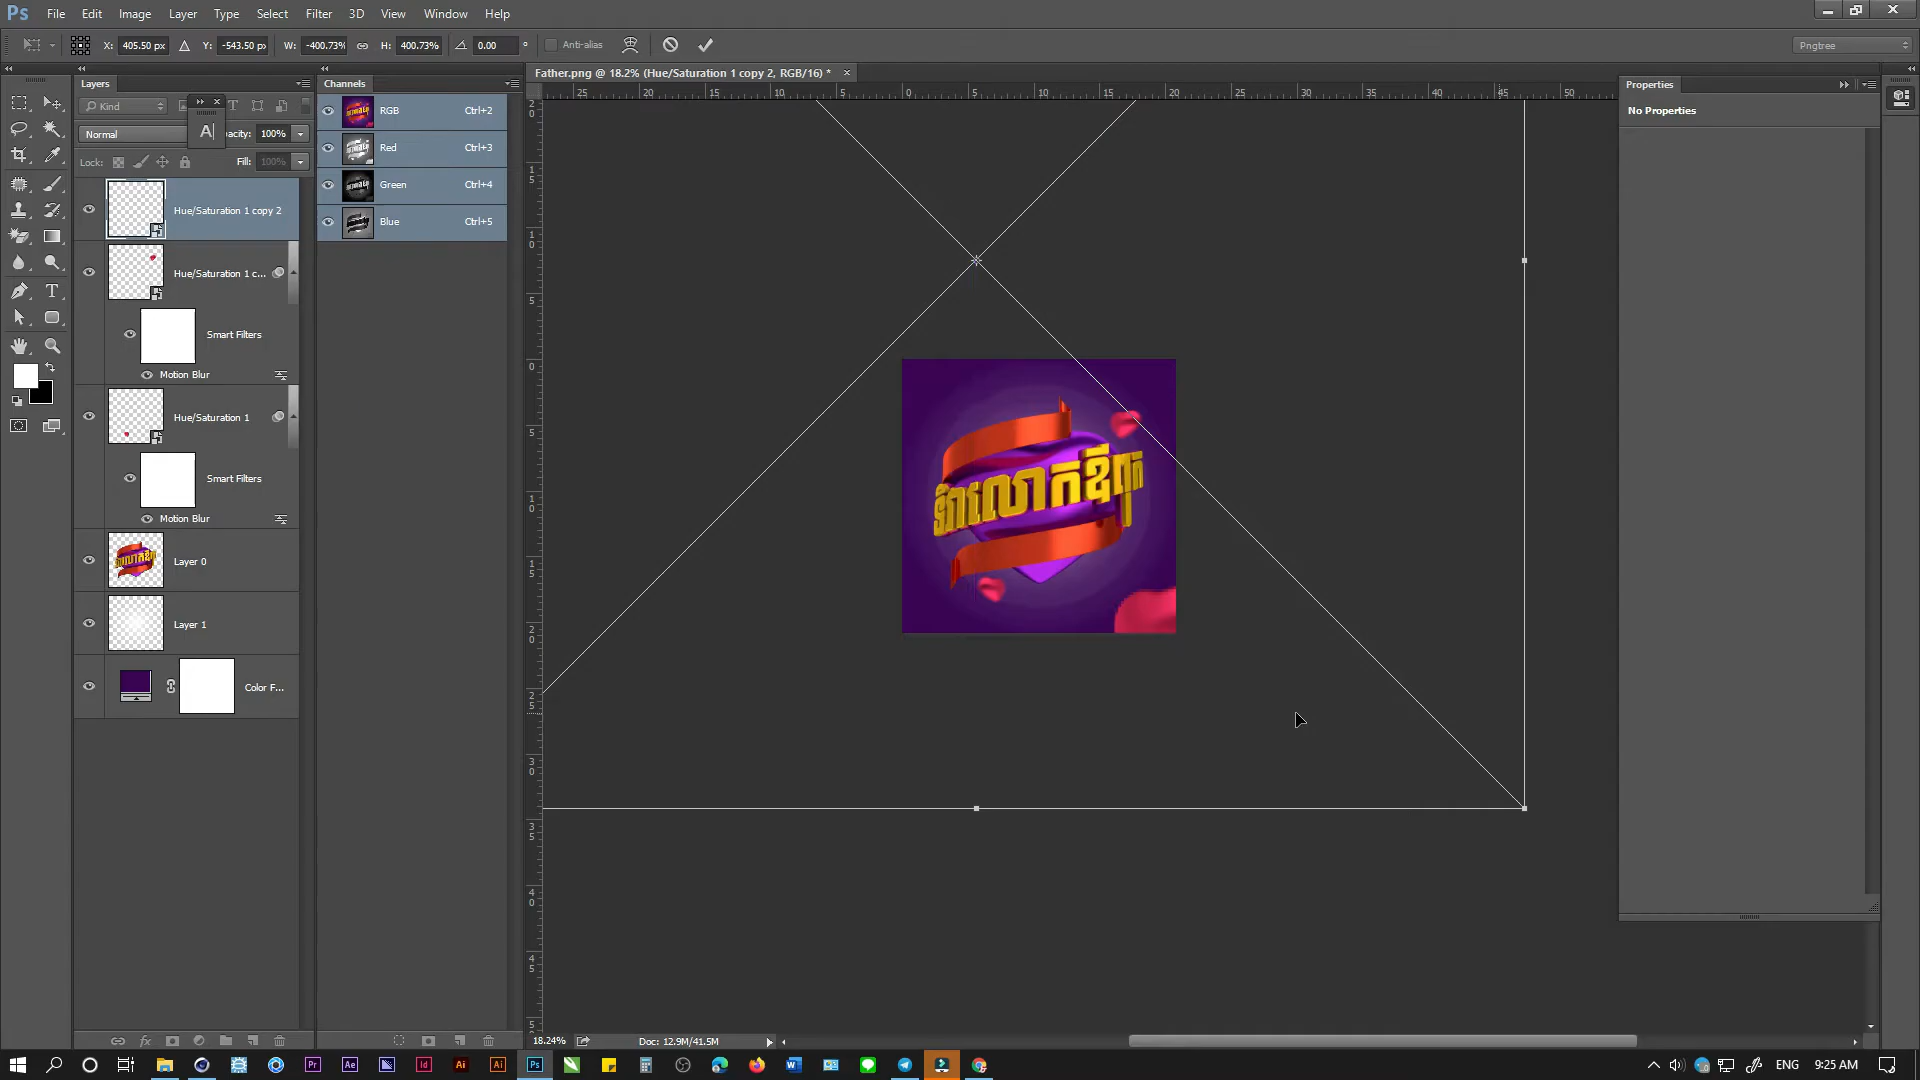 Ps File Edit Image Layer Type Select Filter 3D View Window Help
X: 405.50 px Y: -543.50 px W: -400.73% H: 400.73% 0.00 ° Anti-alias Pngtree
Layers
Channels
Father.png @ 18.2% (Hue/Saturation 1 copy 2, RGB/16) *
Properties
No Properties
Kind
Normal
100%
Lock:
Fill: 100%
RGB Ctrl+2
Red Ctrl+3
Green Ctrl+4
Blue Ctrl+5
Hue/Saturation 1 copy 2
Hue/Saturation 1 c...
Smart Filters
Motion Blur
Hue/Saturation 1
Smart Filters
Motion Blur
Layer 0
Layer 1
Color F...
18.24% Doc: 12.9M/41.5M
ENG 9:25 AM